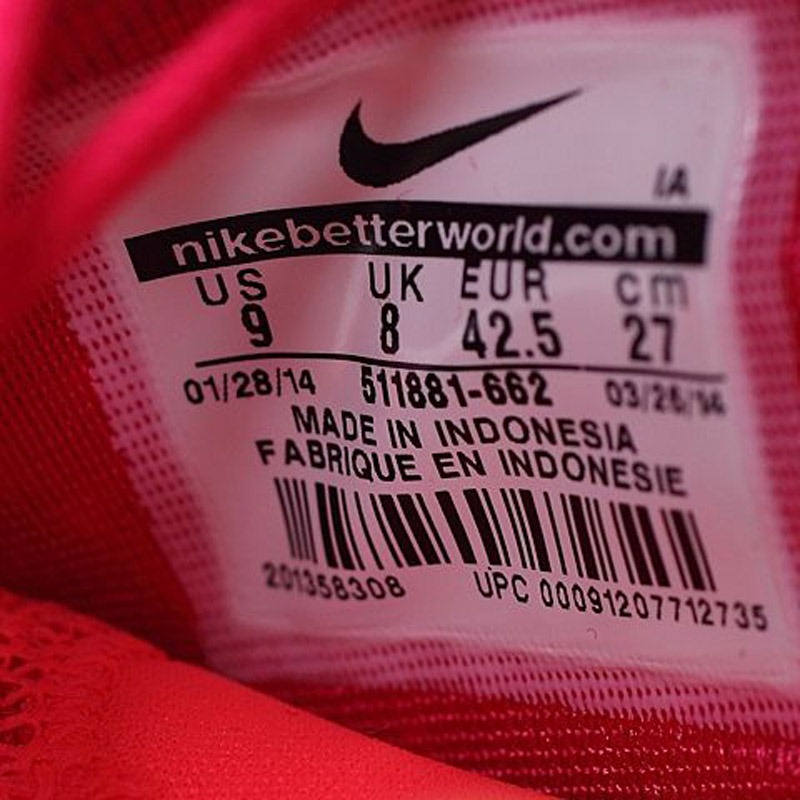 IA
nikebetterworld.com
US UK EUR cm
9 8 42.5 27
01/28/14 511881-662 03/26/14
MADE IN INDONESIA
FABRIQUE EN INDONESIE
201358308 UPC 00091207712735